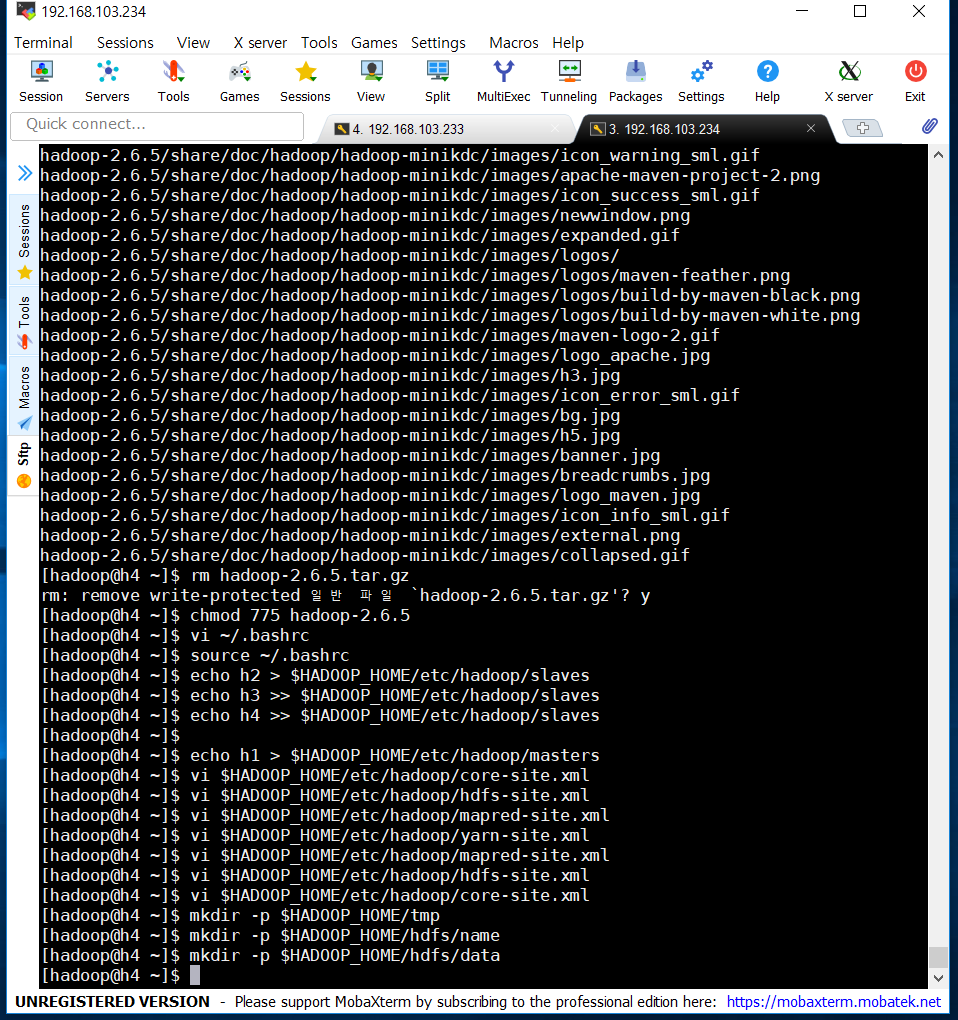 192.168.103.234
Terminal Sessions View X server Tools Games Settings Macros Help
Session Servers Tools Games Sessions View Split MultiExec Tunneling Packages Settings Help X server Exit
Quick connect... 4. 192.168.103.233 3. 192.168.103.234
Sessions
Tools
Macros
Sftp
hadoop-2.6.5/share/doc/hadoop/hadoop-minikdc/images/icon_warning_sml.gif
hadoop-2.6.5/share/doc/hadoop/hadoop-minikdc/images/apache-maven-project-2.png
hadoop-2.6.5/share/doc/hadoop/hadoop-minikdc/images/icon_success_sml.gif
hadoop-2.6.5/share/doc/hadoop/hadoop-minikdc/images/newwindow.png
hadoop-2.6.5/share/doc/hadoop/hadoop-minikdc/images/expanded.gif
hadoop-2.6.5/share/doc/hadoop/hadoop-minikdc/images/logos/
hadoop-2.6.5/share/doc/hadoop/hadoop-minikdc/images/logos/maven-feather.png
hadoop-2.6.5/share/doc/hadoop/hadoop-minikdc/images/logos/build-by-maven-black.png
hadoop-2.6.5/share/doc/hadoop/hadoop-minikdc/images/logos/build-by-maven-white.png
hadoop-2.6.5/share/doc/hadoop/hadoop-minikdc/images/maven-logo-2.gif
hadoop-2.6.5/share/doc/hadoop/hadoop-minikdc/images/logo_apache.jpg
hadoop-2.6.5/share/doc/hadoop/hadoop-minikdc/images/h3.jpg
hadoop-2.6.5/share/doc/hadoop/hadoop-minikdc/images/icon_error_sml.gif
hadoop-2.6.5/share/doc/hadoop/hadoop-minikdc/images/bg.jpg
hadoop-2.6.5/share/doc/hadoop/hadoop-minikdc/images/h5.jpg
hadoop-2.6.5/share/doc/hadoop/hadoop-minikdc/images/banner.jpg
hadoop-2.6.5/share/doc/hadoop/hadoop-minikdc/images/breadcrumbs.jpg
hadoop-2.6.5/share/doc/hadoop/hadoop-minikdc/images/logo_maven.jpg
hadoop-2.6.5/share/doc/hadoop/hadoop-minikdc/images/icon_info_sml.gif
hadoop-2.6.5/share/doc/hadoop/hadoop-minikdc/images/external.png
hadoop-2.6.5/share/doc/hadoop/hadoop-minikdc/images/collapsed.gif
[hadoop@h4 ~]$ rm hadoop-2.6.5.tar.gz
rm: remove write-protected 일반 파일 `hadoop-2.6.5.tar.gz'? y
[hadoop@h4 ~]$ chmod 775 hadoop-2.6.5
[hadoop@h4 ~]$ vi ~/.bashrc
[hadoop@h4 ~]$ source ~/.bashrc
[hadoop@h4 ~]$ echo h2 > $HADOOP_HOME/etc/hadoop/slaves
[hadoop@h4 ~]$ echo h3 >> $HADOOP_HOME/etc/hadoop/slaves
[hadoop@h4 ~]$ echo h4 >> $HADOOP_HOME/etc/hadoop/slaves
[hadoop@h4 ~]$
[hadoop@h4 ~]$ echo h1 > $HADOOP_HOME/etc/hadoop/masters
[hadoop@h4 ~]$ vi $HADOOP_HOME/etc/hadoop/core-site.xml
[hadoop@h4 ~]$ vi $HADOOP_HOME/etc/hadoop/hdfs-site.xml
[hadoop@h4 ~]$ vi $HADOOP_HOME/etc/hadoop/mapred-site.xml
[hadoop@h4 ~]$ vi $HADOOP_HOME/etc/hadoop/yarn-site.xml
[hadoop@h4 ~]$ vi $HADOOP_HOME/etc/hadoop/mapred-site.xml
[hadoop@h4 ~]$ vi $HADOOP_HOME/etc/hadoop/hdfs-site.xml
[hadoop@h4 ~]$ vi $HADOOP_HOME/etc/hadoop/core-site.xml
[hadoop@h4 ~]$ mkdir -p $HADOOP_HOME/tmp
[hadoop@h4 ~]$ mkdir -p $HADOOP_HOME/hdfs/name
[hadoop@h4 ~]$ mkdir -p $HADOOP_HOME/hdfs/data
[hadoop@h4 ~]$
UNREGISTERED VERSION - Please support MobaXterm by subscribing to the professional edition here: https://mobaxterm.mobatek.net